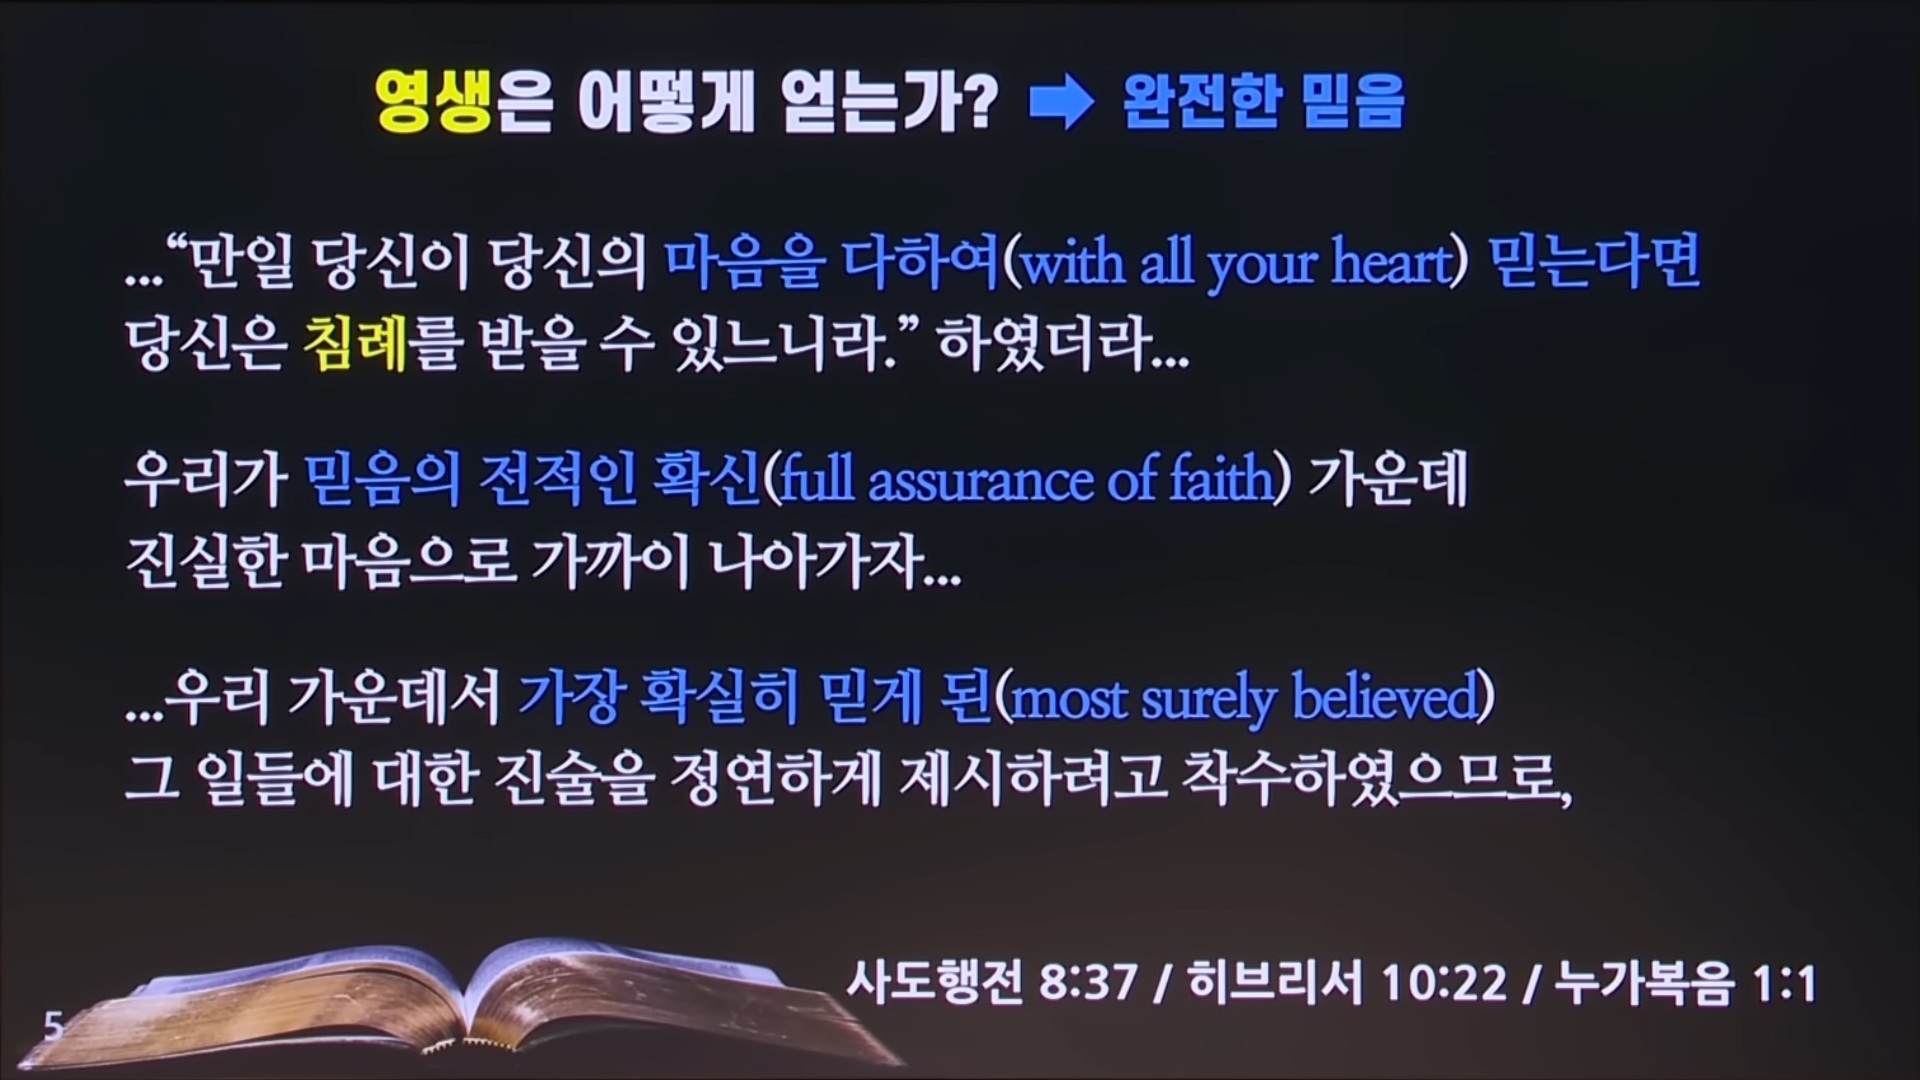 영생은 어떻게 얻는가? ➡ 완전한 믿음
..."만일 당신이 당신의 마음을 다하여(with all your heart) 믿는다면
당신은 침례를 받을 수 있느니라." 하였더라...
우리가 믿음의 전적인 확신(full assurance of faith) 가운데
진실한 마음으로 가까이 나아가자...
...우리 가운데서 가장 확실히 믿게 된(most surely believed)
그 일들에 대한 진술을 정연하게 제시하려고 착수하였으므로,
사도행전 8:37 / 히브리서 10:22 / 누가복음 1:1
5